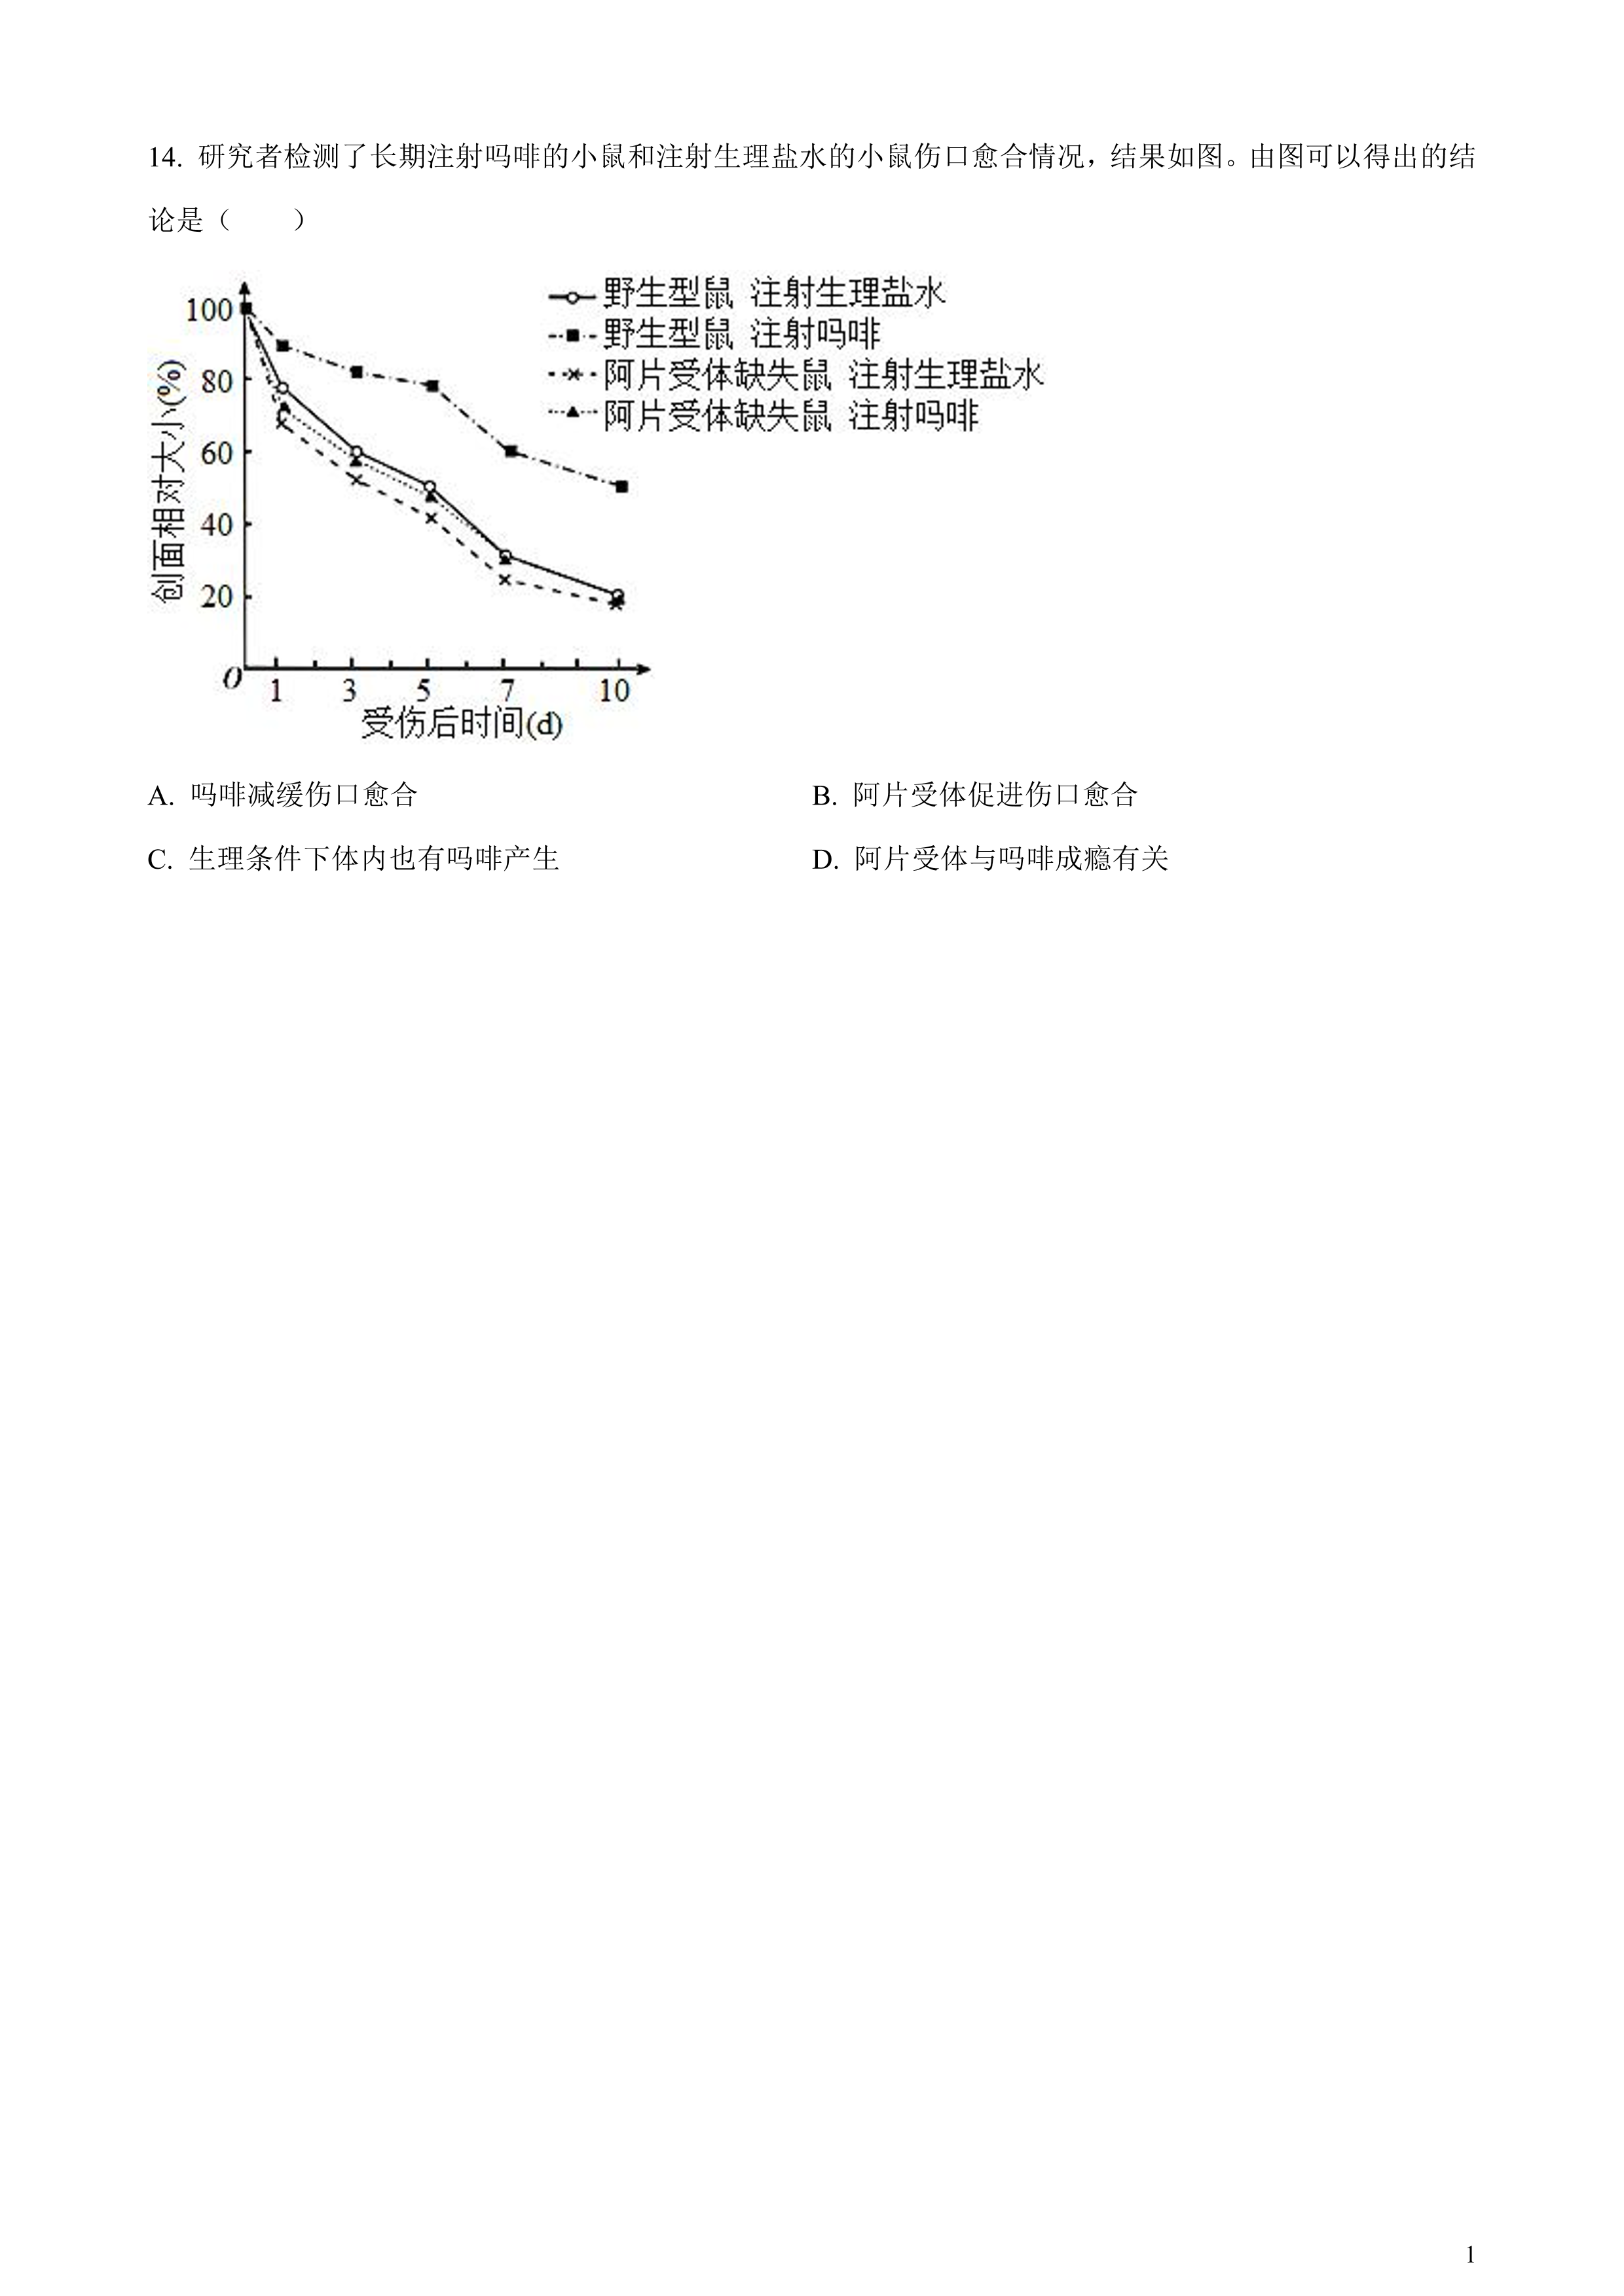 14. 研究者检测了长期注射吗啡的小鼠和注射生理盐水的小鼠伤口愈合情况，结果如图。由图可以得出的结
论是（　　）
野生型鼠 注射生理盐水
野生型鼠 注射吗啡
阿片受体缺失鼠 注射生理盐水
阿片受体缺失鼠 注射吗啡
创面相对大小(%)
100
80
60
40
20
O
1 3 5 7 10
受伤后时间(d)
A. 吗啡减缓伤口愈合 B. 阿片受体促进伤口愈合
C. 生理条件下体内也有吗啡产生 D. 阿片受体与吗啡成瘾有关
1